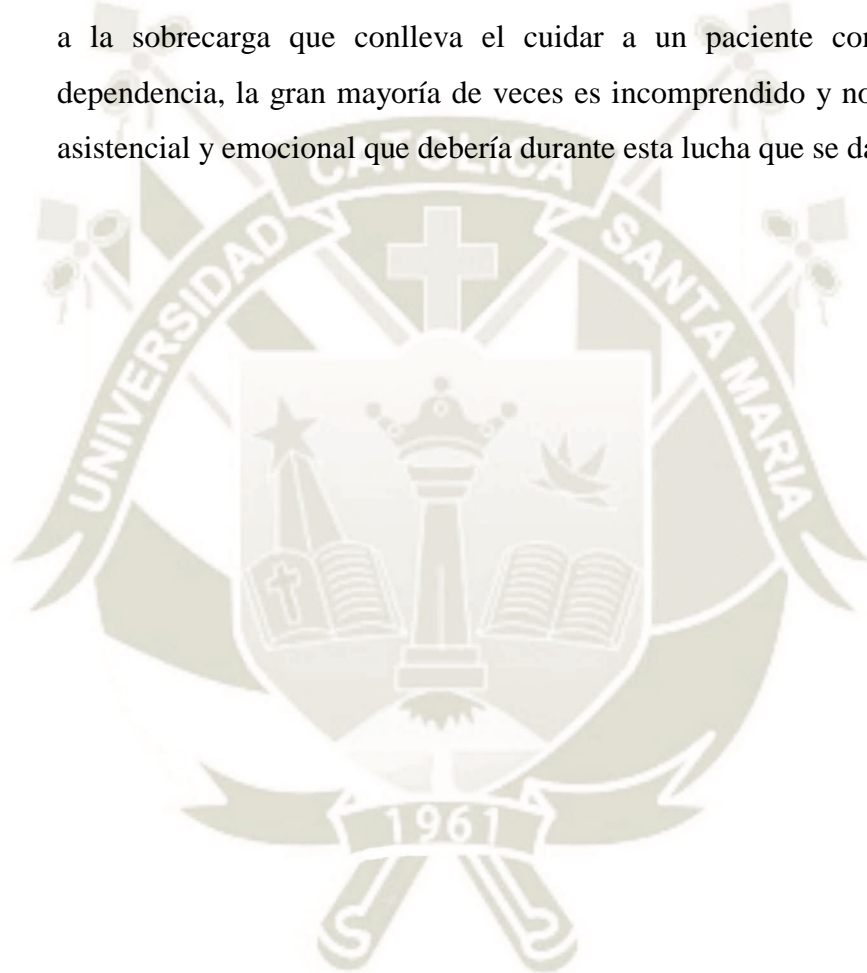 a la sobrecarga que conlleva el cuidar a un paciente
dependencia, la gran mayoría de veces es incomprendido y
asistencial y emocional que debería durante esta lucha que se
UNIVERSIDAD CATOLICA SANTA MARIA
1961